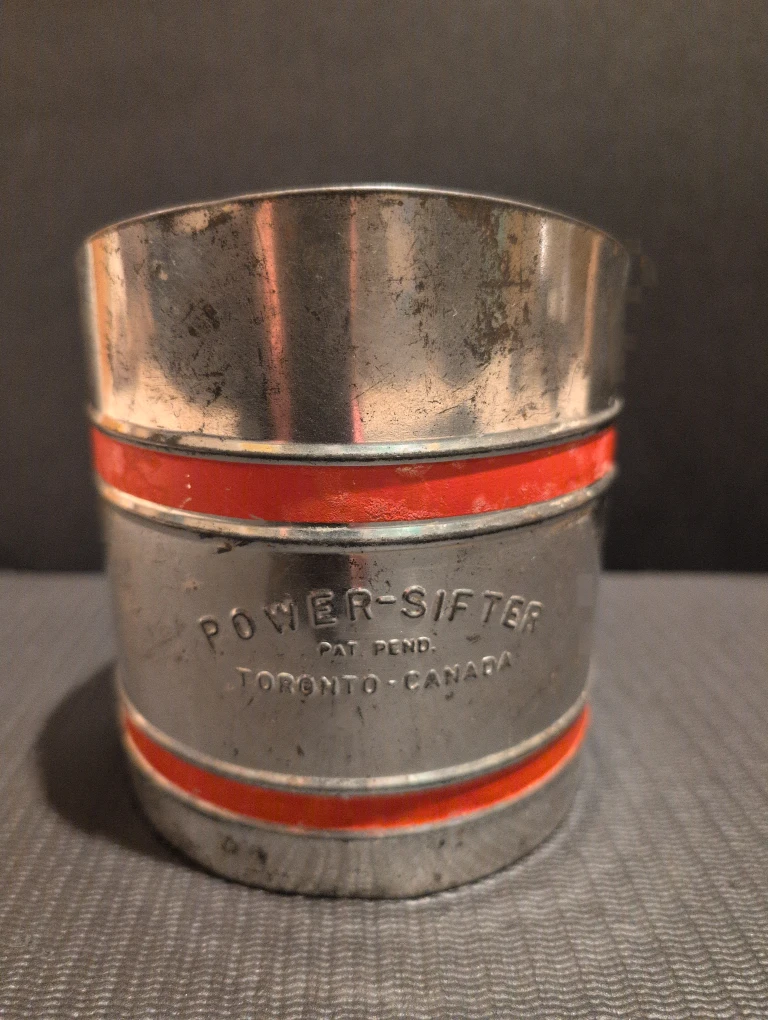 POWER-SIFTER
PAT. PEND.
TORONTO-CANADA